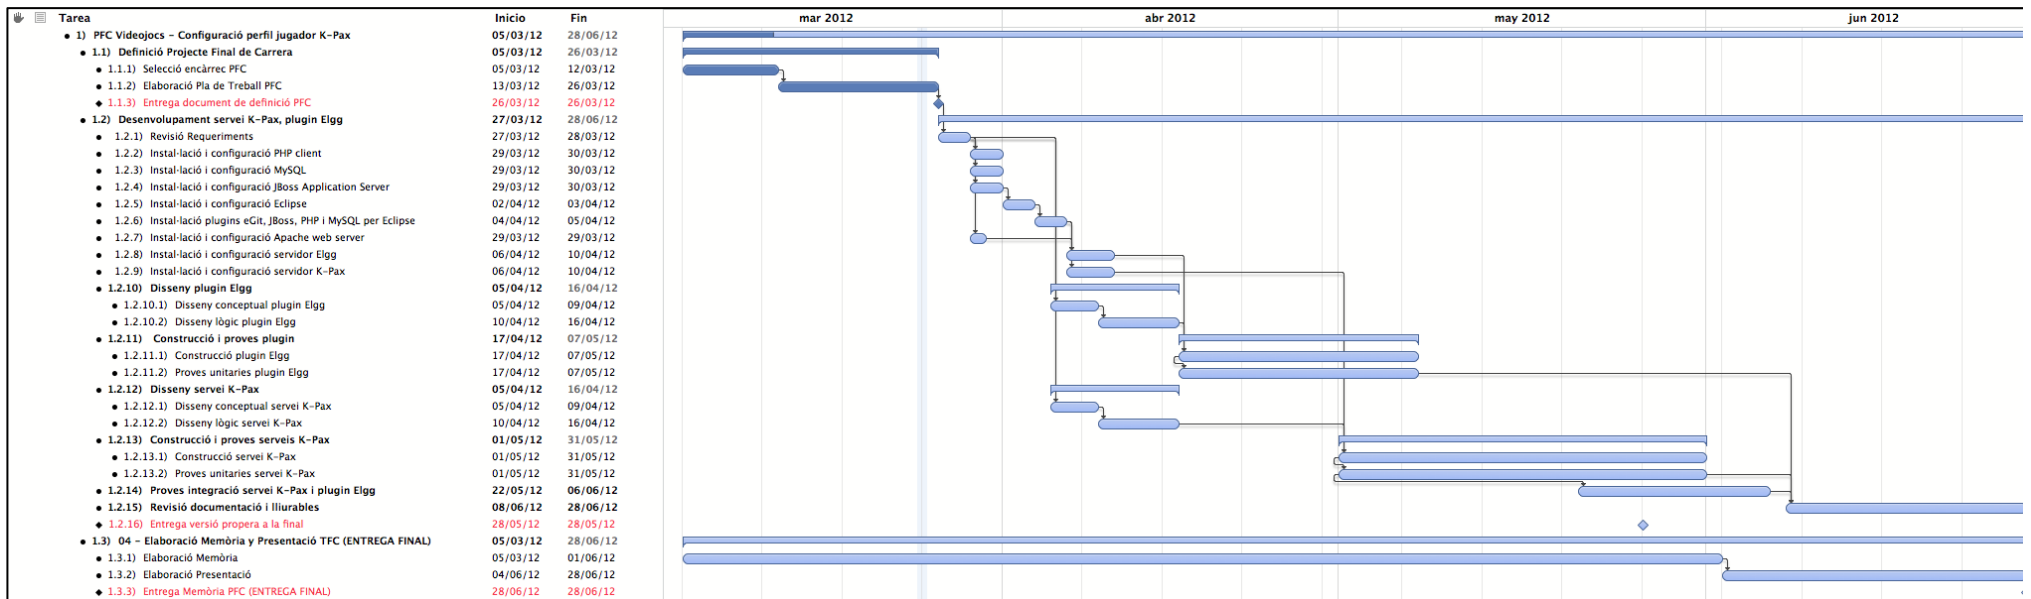 Tarea Inicio Fin mar 2012 abr 2012 may 2012 jun 2012
1) PFC Videojocs – Configuració perfil jugador K-Pax 05/03/12 28/06/12
1.1) Definició Projecte Final de Carrera 05/03/12 26/03/12
1.1.1) Selecció encàrrec PFC 05/03/12 12/03/12
1.1.2) Elaboració Pla de Treball PFC 13/03/12 26/03/12
1.1.3) Entrega document de definició PFC 26/03/12 26/03/12
1.2) Desenvolupament servei K-Pax, plugin Elgg 27/03/12 28/06/12
1.2.1) Revisió Requeriments 27/03/12 28/03/12
1.2.2) Instal·lació i configuració PHP client 29/03/12 30/03/12
1.2.3) Instal·lació i configuració MySQL 29/03/12 30/03/12
1.2.4) Instal·lació i configuració JBoss Application Server 29/03/12 30/03/12
1.2.5) Instal·lació i configuració Eclipse 02/04/12 03/04/12
1.2.6) Instal·lació plugins eGit, JBoss, PHP i MySQL per Eclipse 04/04/12 05/04/12
1.2.7) Instal·lació i configuració Apache web server 29/03/12 29/03/12
1.2.8) Instal·lació i configuració servidor Elgg 06/04/12 10/04/12
1.2.9) Instal·lació i configuració servidor K-Pax 06/04/12 10/04/12
1.2.10) Disseny plugin Elgg 05/04/12 16/04/12
1.2.10.1) Disseny conceptual plugin Elgg 05/04/12 09/04/12
1.2.10.2) Disseny lògic plugin Elgg 10/04/12 16/04/12
1.2.11) Construcció i proves plugin 17/04/12 07/05/12
1.2.11.1) Construcció plugin Elgg 17/04/12 07/05/12
1.2.11.2) Proves unitaries plugin Elgg 17/04/12 07/05/12
1.2.12) Disseny servei K-Pax 05/04/12 16/04/12
1.2.12.1) Disseny conceptual servei K-Pax 05/04/12 09/04/12
1.2.12.2) Disseny lògic servei K-Pax 10/04/12 16/04/12
1.2.13) Construcció i proves serveis K-Pax 01/05/12 31/05/12
1.2.13.1) Construcció servei K-Pax 01/05/12 31/05/12
1.2.13.2) Proves unitaries servei K-Pax 01/05/12 31/05/12
1.2.14) Proves integració servei K-Pax i plugin Elgg 22/05/12 06/06/12
1.2.15) Revisió documentació i lliurables 08/06/12 28/06/12
1.2.16) Entrega versió propera a la final 28/05/12 28/05/12
1.3) 04 – Elaboració Memòria y Presentació TFC (ENTREGA FINAL) 05/03/12 28/06/12
1.3.1) Elaboració Memòria 05/03/12 01/06/12
1.3.2) Elaboració Presentació 04/06/12 28/06/12
1.3.3) Entrega Memòria PFC (ENTREGA FINAL) 28/06/12 28/06/12